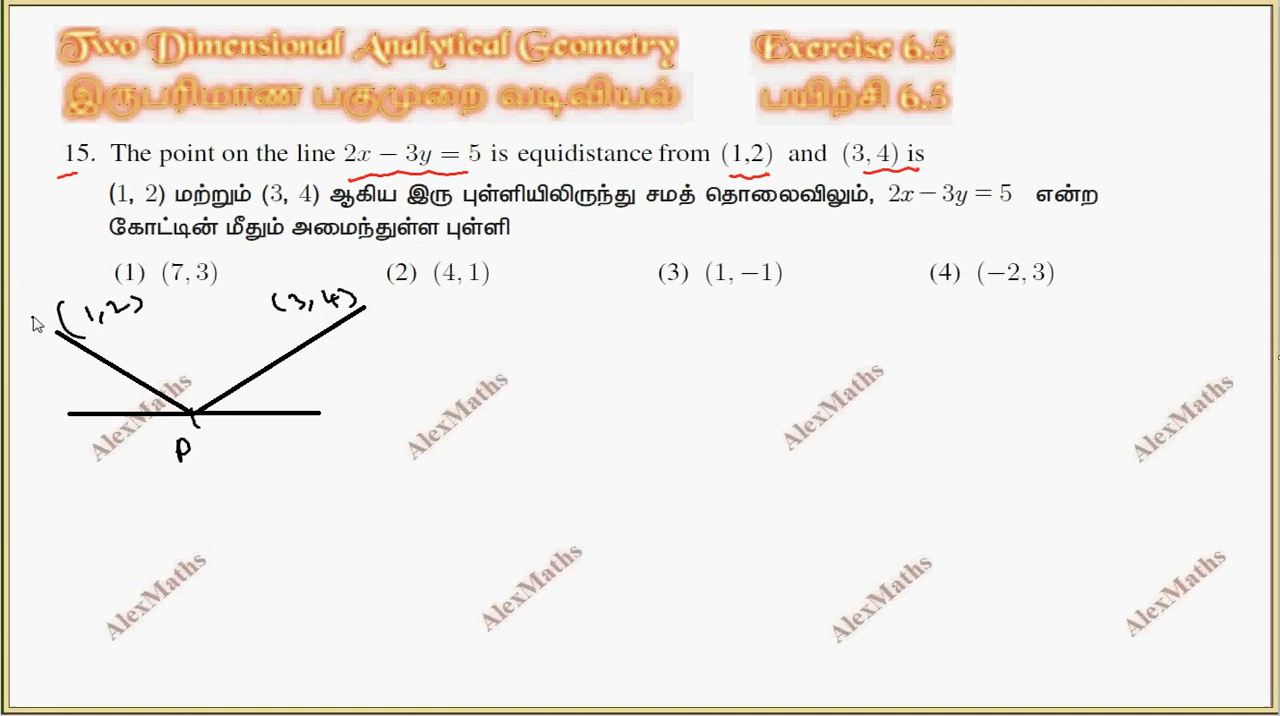 Two Dimensional Analytical Geometry Exercise 6.5
இருபரிமாண பகுமுறை வடிவியல் பயிற்சி 6.5
15. The point on the line 2x − 3y = 5 is equidistance from (1,2) and (3, 4) is
(1, 2) மற்றும் (3, 4) ஆகிய இரு புள்ளியிலிருந்து சமத் தொலைவிலும், 2x − 3y = 5 என்ற
கோட்டின் மீதும் அமைந்துள்ள புள்ளி
(1) (7, 3) (2) (4, 1) (3) (1, −1) (4) (−2, 3)
(1,2) (3,4)
P
AlexMaths AlexMaths AlexMaths AlexMaths
AlexMaths AlexMaths AlexMaths AlexMaths